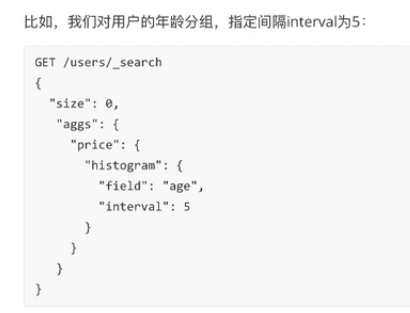 比如，我们对用户的年龄分组，指定间隔interval为5：
GET /users/_search
{
  "size": 0,
   "aggs": {
     "price": {
       "histogram": {
         "field": "age",
         "interval": 5
       }
     }
   }
}